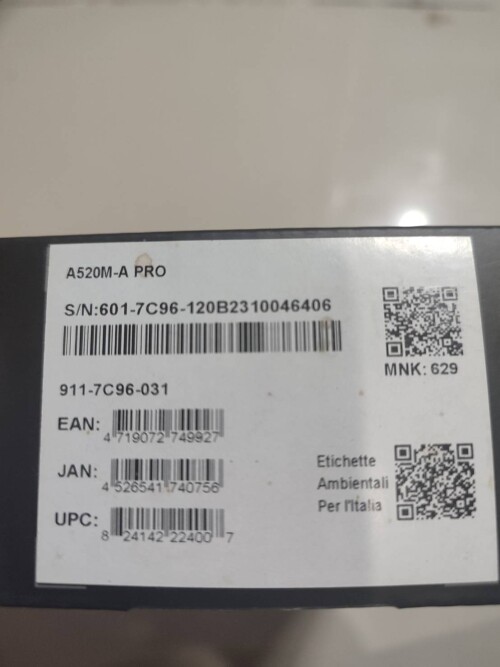 A520M-A PRO
S/N:601-7C96-120B2310046406
MNK: 629
911-7C96-031
EAN: 4 719072 749927
JAN: 4 526541 740756
UPC: 8 24142 22400 7
Etichette
Ambientali
Per l'Italia